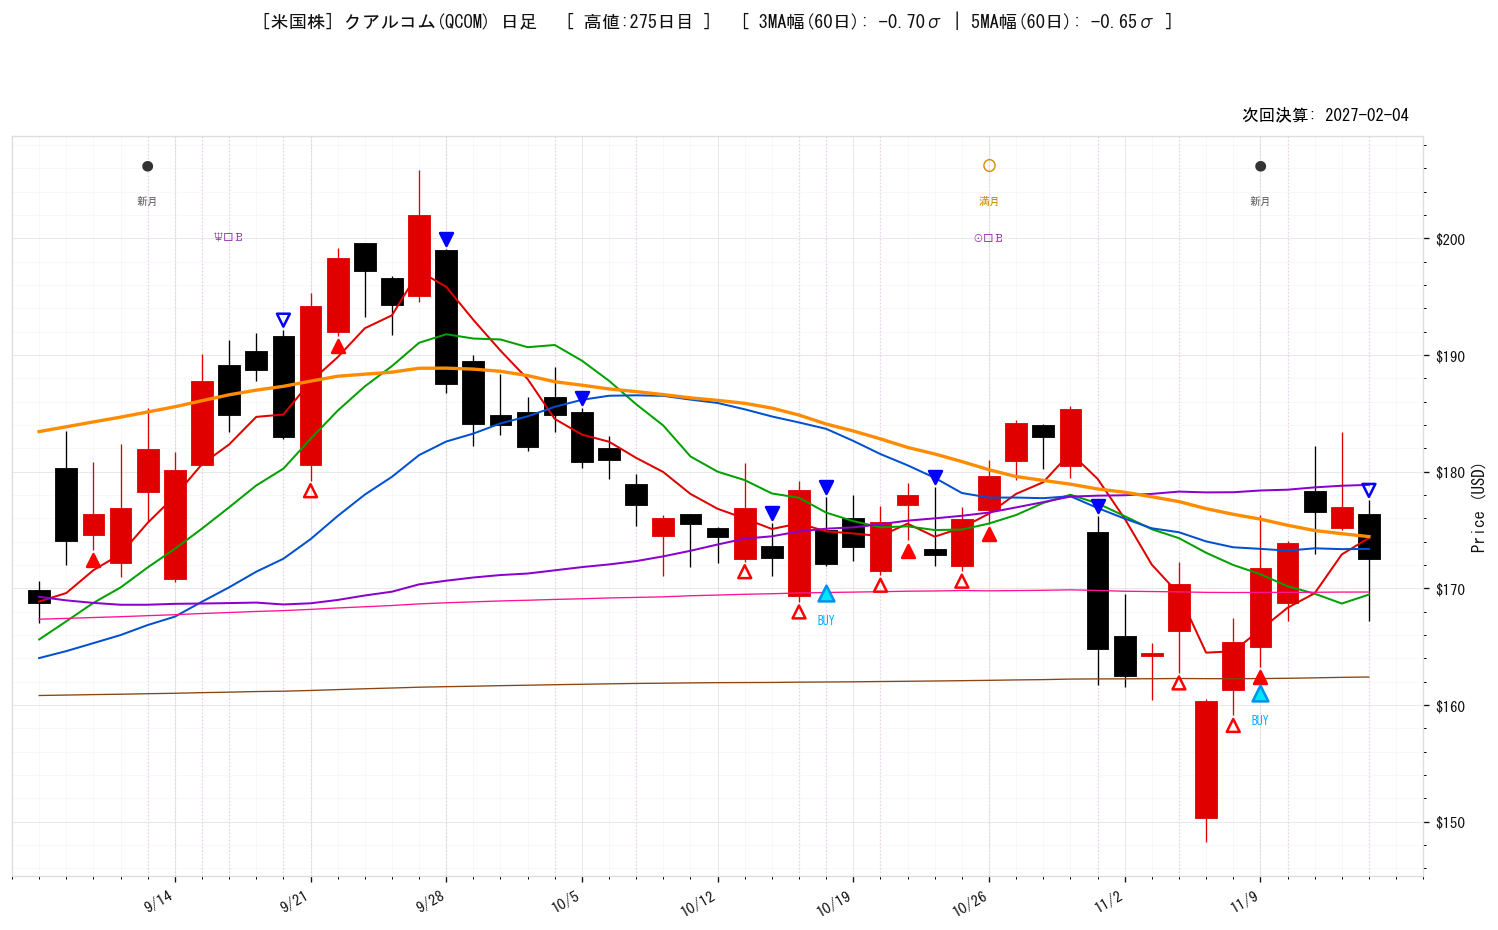 [米国株] クアルコム(QCOM) 日足 [ 高値:275日目 ] [ 3MA幅(60日): -0.70σ | 5MA幅(60日): -0.65σ ]
次回決算: 2027-02-04
新月
満月
新月
Ψ□B
☉□B
$200
$190
$180
$170
$160
$150
Price (USD)
BUY
BUY
9/14
9/21
9/28
10/5
10/12
10/19
10/26
11/2
11/9